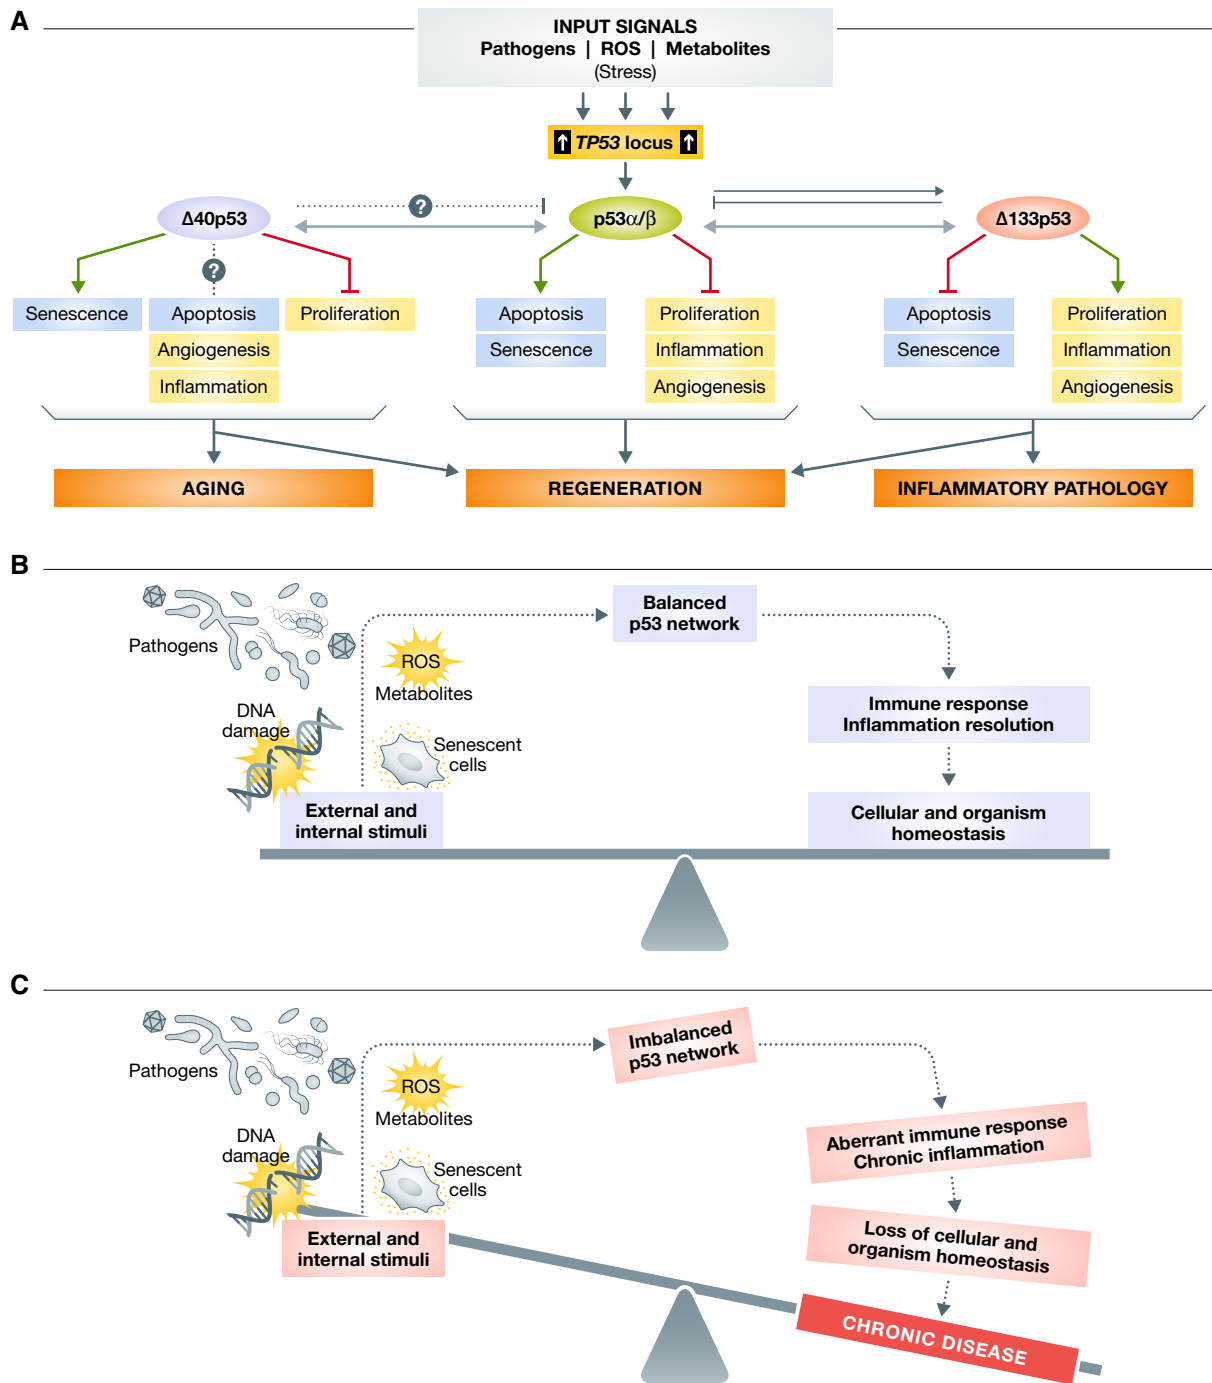 A
INPUT SIGNALS
Pathogens | ROS | Metabolites
(Stress)
↑ TP53 locus ↑
Δ40p53
?
p53α/β
Δ133p53
?
Senescence
Apoptosis
Proliferation
Angiogenesis
Inflammation
Apoptosis
Senescence
Proliferation
Inflammation
Angiogenesis
Apoptosis
Senescence
Proliferation
Inflammation
Angiogenesis
AGING
REGENERATION
INFLAMMATORY PATHOLOGY
B
Pathogens
ROS
Metabolites
DNA
damage
Senescent
cells
External and
internal stimuli
Balanced
p53 network
Immune response
Inflammation resolution
Cellular and organism
homeostasis
C
Pathogens
ROS
Metabolites
DNA
damage
Senescent
cells
External and
internal stimuli
Imbalanced
p53 network
Aberrant immune response
Chronic inflammation
Loss of cellular and
organism homeostasis
CHRONIC DISEASE